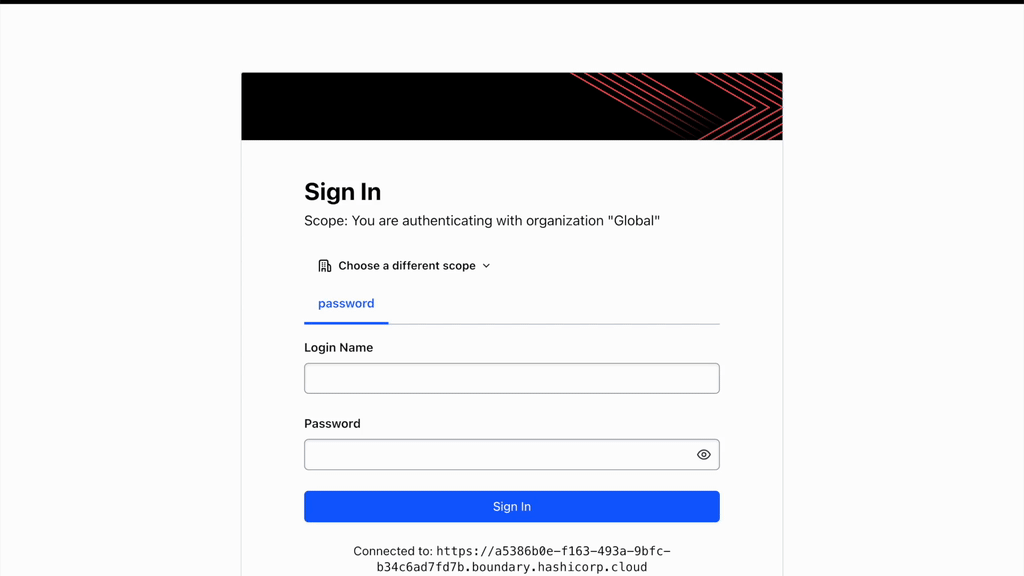 Sign In
Scope: You are authenticating with organization "Global"
Choose a different scope
password
Login Name
Password
Sign In
Connected to: https://a5386b0e-f163-493a-9bfc-
b34c6ad7fd7b.boundary.hashicorp.cloud